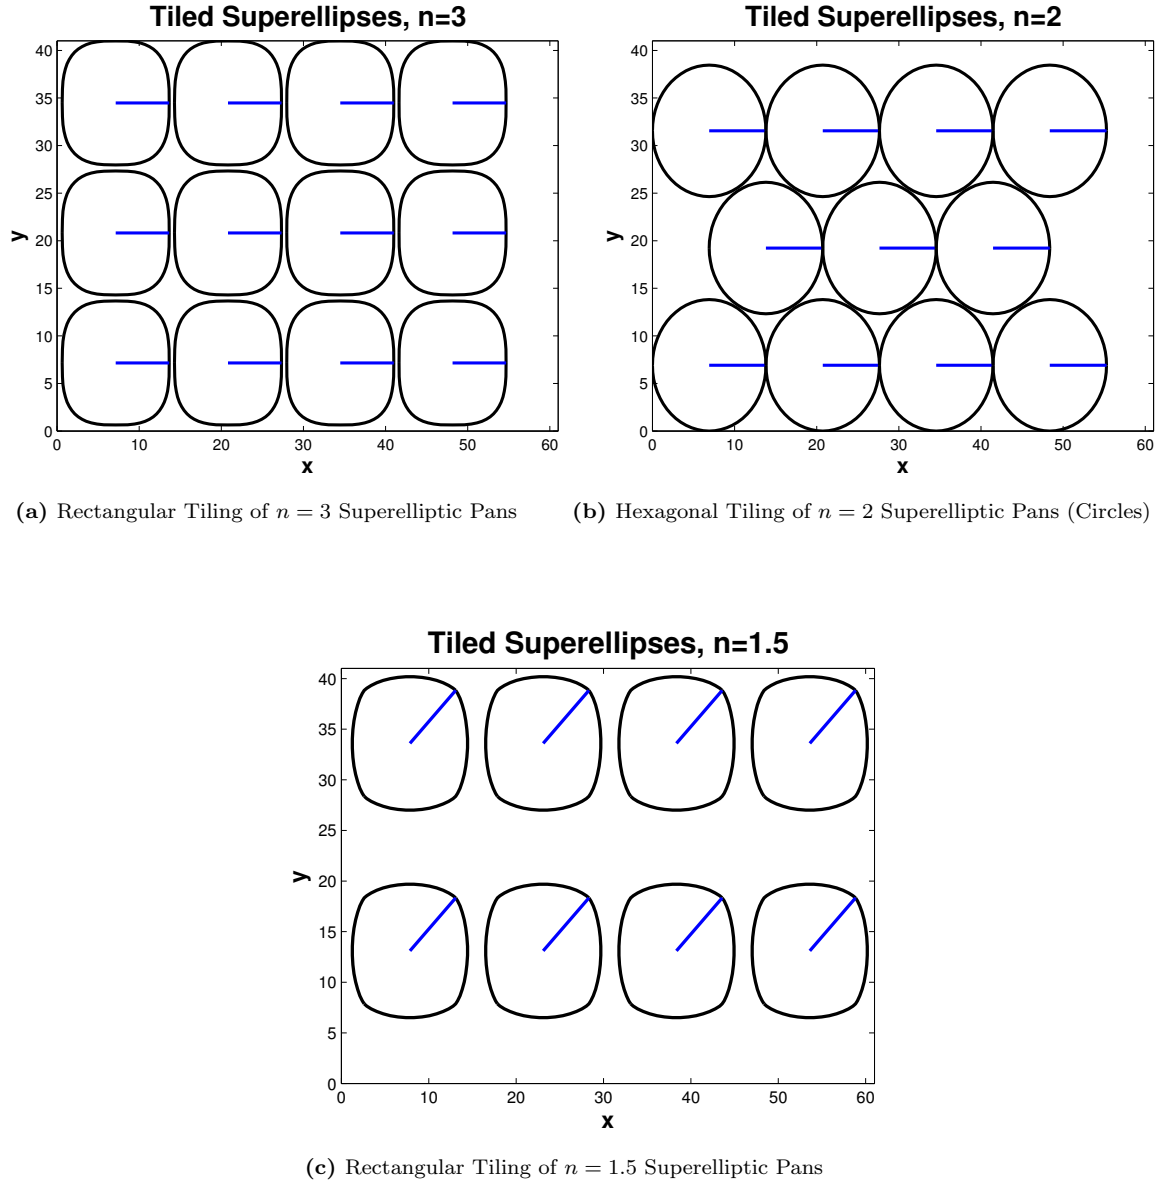 Tiled Superellipses, n=3
40
35
30
25
20
15
10
5
0
y
0 10 20 30 40 50 60
x
(a) Rectangular Tiling of n = 3 Superelliptic Pans
Tiled Superellipses, n=2
40
35
30
25
20
15
10
5
0
y
0 10 20 30 40 50 60
x
(b) Hexagonal Tiling of n = 2 Superelliptic Pans (Circles)
Tiled Superellipses, n=1.5
40
35
30
25
20
15
10
5
0
y
0 10 20 30 40 50 60
x
(c) Rectangular Tiling of n = 1.5 Superelliptic Pans